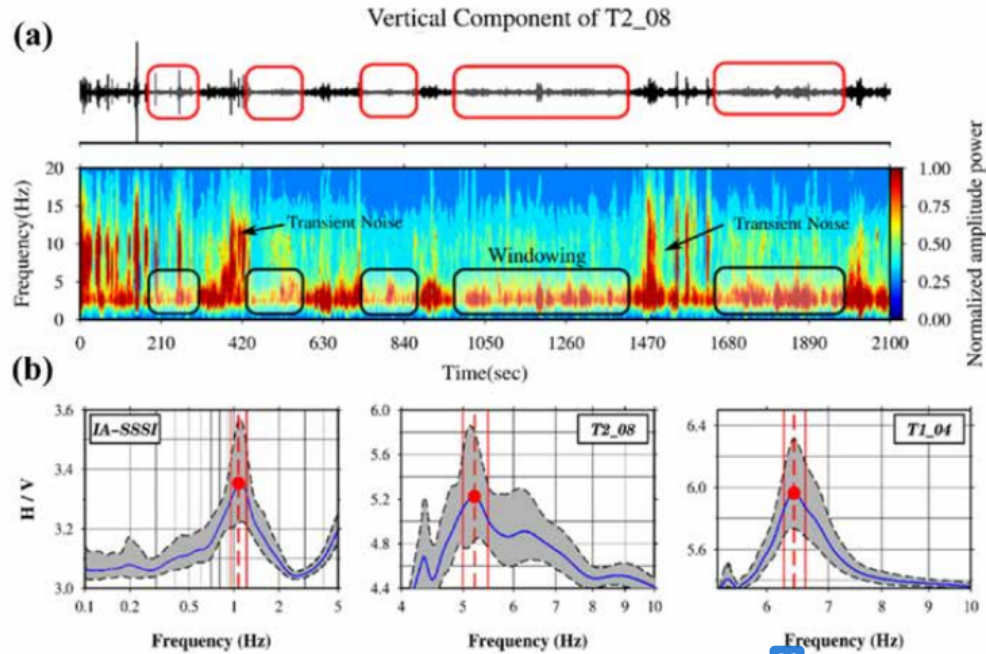 Vertical Component of T2_08
(a)
20
15
10
5
0
Frequency(Hz)
Transient Noise
Windowing
Transient Noise
1.00
0.75
0.50
0.25
0.00
Normalized amplitude power
0 210 420 630 840 1050 1260 1470 1680 1890 2100
Time(sec)
(b)
H / V
3.6
3.4
3.2
3.0
IA-SSSI
0.1 0.2 0.5 1 2 5
Frequency (Hz)
6.0
5.6
5.2
4.8
4.4
T2_08
4 5 6 7 8 9 10
Frequency (Hz)
6.4
6.0
5.6
T1_04
6 7 8 9 10
Frequency (Hz)